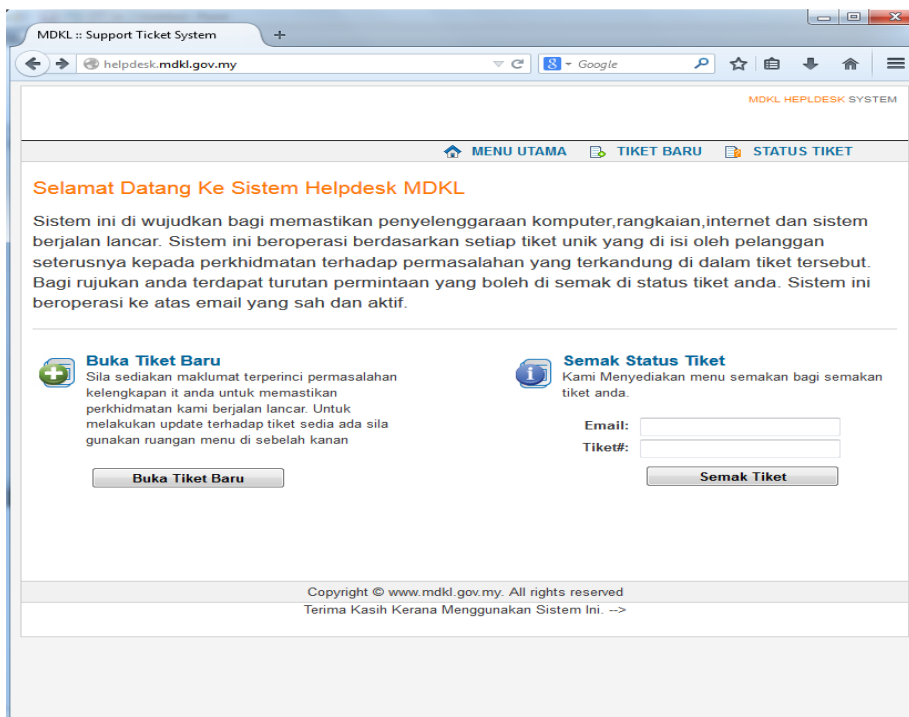 MDKL :: Support Ticket System
helpdesk.mdkl.gov.my
Google
MDKL HEPLDESK SYSTEM
MENU UTAMA TIKET BARU STATUS TIKET
Selamat Datang Ke Sistem Helpdesk MDKL
Sistem ini di wujudkan bagi memastikan penyelenggaraan komputer,rangkaian,internet dan sistem
berjalan lancar. Sistem ini beroperasi berdasarkan setiap tiket unik yang di isi oleh pelanggan
seterusnya kepada perkhidmatan terhadap permasalahan yang terkandung di dalam tiket tersebut.
Bagi rujukan anda terdapat turutan permintaan yang boleh di semak di status tiket anda. Sistem ini
beroperasi ke atas email yang sah dan aktif.
Buka Tiket Baru
Sila sediakan maklumat terperinci permasalahan
kelengkapan it anda untuk memastikan
perkhidmatan kami berjalan lancar. Untuk
melakukan update terhadap tiket sedia ada sila
gunakan ruangan menu di sebelah kanan
Buka Tiket Baru
Semak Status Tiket
Kami Menyediakan menu semakan bagi semakan
tiket anda.
Email:
Tiket#:
Semak Tiket
Copyright © www.mdkl.gov.my. All rights reserved
Terima Kasih Kerana Menggunakan Sistem Ini. -->